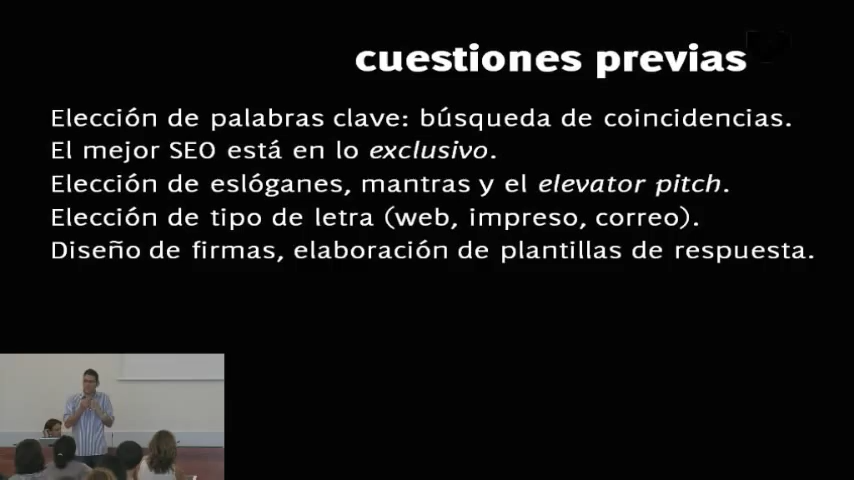 cuestiones previas
Elección de palabras clave: búsqueda de coincidencias.
El mejor SEO está en lo exclusivo.
Elección de eslóganes, mantras y el elevator pitch.
Elección de tipo de letra (web, impreso, correo).
Diseño de firmas, elaboración de plantillas de respuesta.